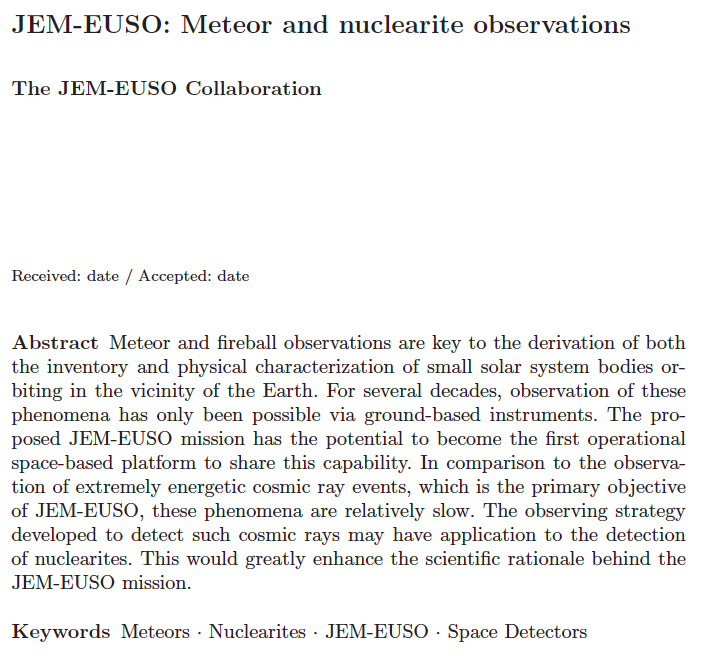 JEM-EUSO: Meteor and nuclearite observations
The JEM-EUSO Collaboration
Received: date / Accepted: date
Abstract Meteor and fireball observations are key to the derivation of both
the inventory and physical characterization of small solar system bodies or-
biting in the vicinity of the Earth. For several decades, observation of these
phenomena has only been possible via ground-based instruments. The pro-
posed JEM-EUSO mission has the potential to become the first operational
space-based platform to share this capability. In comparison to the observa-
tion of extremely energetic cosmic ray events, which is the primary objective
of JEM-EUSO, these phenomena are relatively slow. The observing strategy
developed to detect such cosmic rays may have application to the detection
of nuclearites. This would greatly enhance the scientific rationale behind the
JEM-EUSO mission.
Keywords Meteors · Nuclearites · JEM-EUSO · Space Detectors